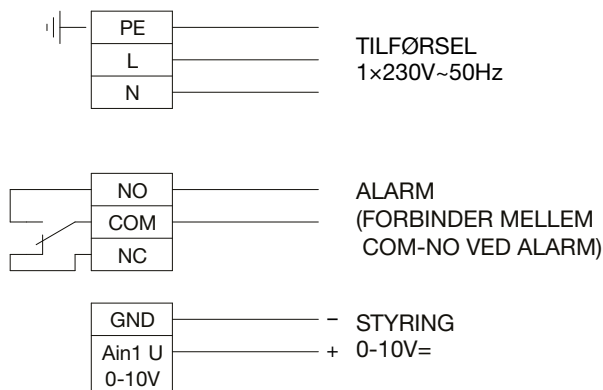 PE
L
N
TILFØRSEL
1×230V~50Hz
NO
COM
NC
ALARM
(FORBINDER MELLEM
COM-NO VED ALARM)
GND
Ain1 U
0-10V
− STYRING
+ 0-10V=